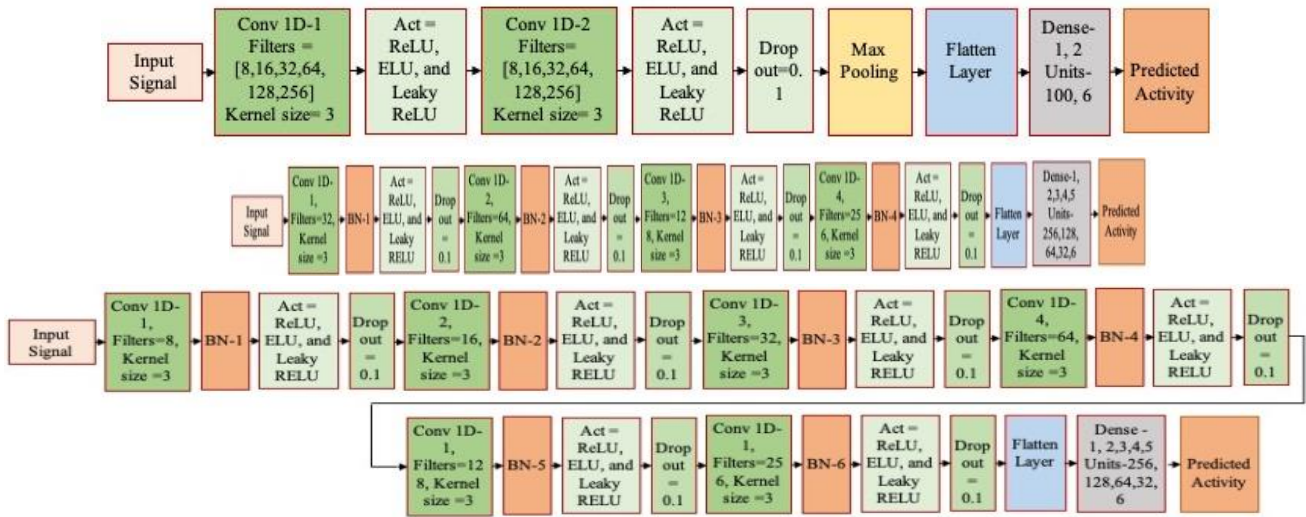 Input
Signal
Conv 1D-1
Filters =
[8,16,32,64,
128,256]
Kernel size= 3
Act =
ReLU,
ELU, and
Leaky
ReLU
Conv 1D-2
Filters=
[8,16,32,64,
128,256]
Kernel size= 3
Act =
ReLU,
ELU, and
Leaky
ReLU
Drop
out=0.
1
Max
Pooling
Flatten
Layer
Dense-
1, 2
Units-
100, 6
Predicted
Activity
Input
Signal
Conv 1D-
1,
Filters=32,
Kernel
size =3
BN-1
Act =
ReLU,
ELU, and
Leaky
RELU
Drop
out
=
0.1
Conv 1D-
2,
Filters=64,
Kernel
size =3
BN-2
Act =
ReLU,
ELU, and
Leaky
RELU
Drop
out
=
0.1
Conv 1D-
3,
Filters=12
8, Kernel
size =3
BN-3
Act =
ReLU,
ELU, and
Leaky
RELU
Drop
out
=
0.1
Conv 1D-
4,
Filters=25
6, Kernel
size =3
BN-4
Act =
ReLU,
ELU, and
Leaky
RELU
Drop
out
=
0.1
Flatten
Layer
Dense-1,
2,3,4,5
Units-
256,128,
64,32,6
Predicted
Activity
Input
Signal
Conv 1D-
1,
Filters=8,
Kernel
size =3
BN-1
Act =
ReLU,
ELU, and
Leaky
RELU
Drop
out
=
0.1
Conv 1D-
2,
Filters=16,
Kernel
size =3
BN-2
Act =
ReLU,
ELU, and
Leaky
RELU
Drop
out
=
0.1
Conv 1D-
3,
Filters=32,
Kernel
size =3
BN-3
Act =
ReLU,
ELU, and
Leaky
RELU
Drop
out
=
0.1
Conv 1D-
4,
Filters=64,
Kernel
size =3
BN-4
Act =
ReLU,
ELU, and
Leaky
RELU
Drop
out
=
0.1
Conv 1D-
1,
Filters=12
8, Kernel
size =3
BN-5
Act =
ReLU,
ELU, and
Leaky
RELU
Drop
out
=
0.1
Conv 1D-
1,
Filters=25
6, Kernel
size =3
BN-6
Act =
ReLU,
ELU, and
Leaky
RELU
Drop
out
=
0.1
Flatten
Layer
Dense -
1, 2,3,4,5
Units-256,
128,64,32,
6
Predicted
Activity